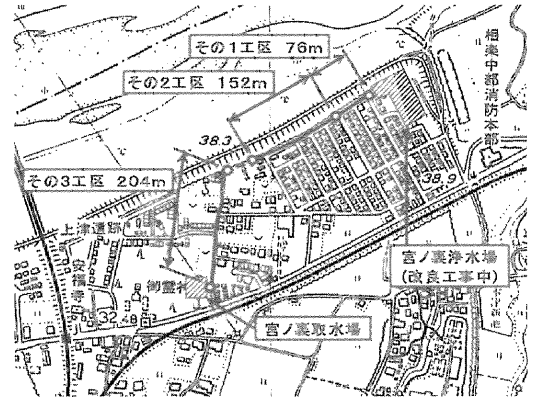 その1工区 76m
その2工区 152m
相楽中部消防本部
38.3
その3工区 204m
38.9
上津遺跡
安福寺
宮ノ裏浄水場
(改良工事中)
御霊神
32.4
宮ノ裏取水場